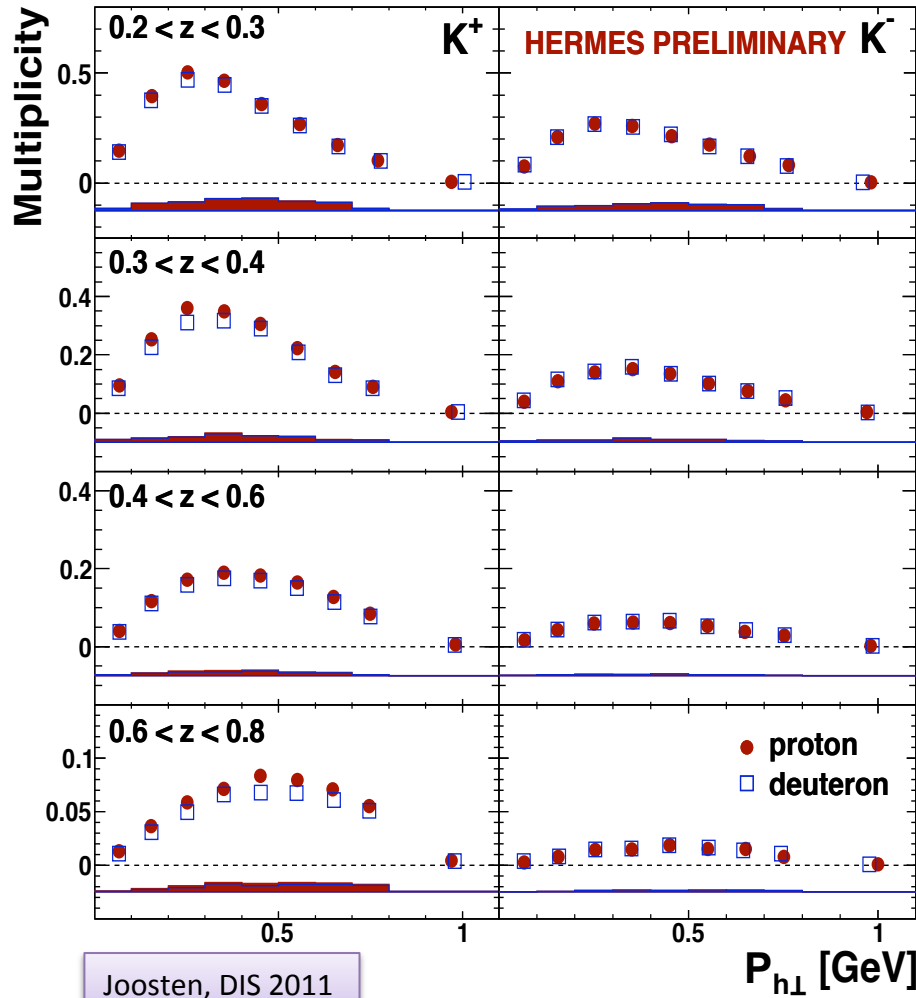 Multiplicity
0.2 < z < 0.3
K+
HERMES PRELIMINARY K-
0.5
0
0.3 < z < 0.4
0.4
0.2
0
0.4 < z < 0.6
0.4
0.2
0
0.6 < z < 0.8
0.1
0.05
0
proton
deuteron
0.5
1
0.5
1
Joosten, DIS 2011
Ph⊥ [GeV]